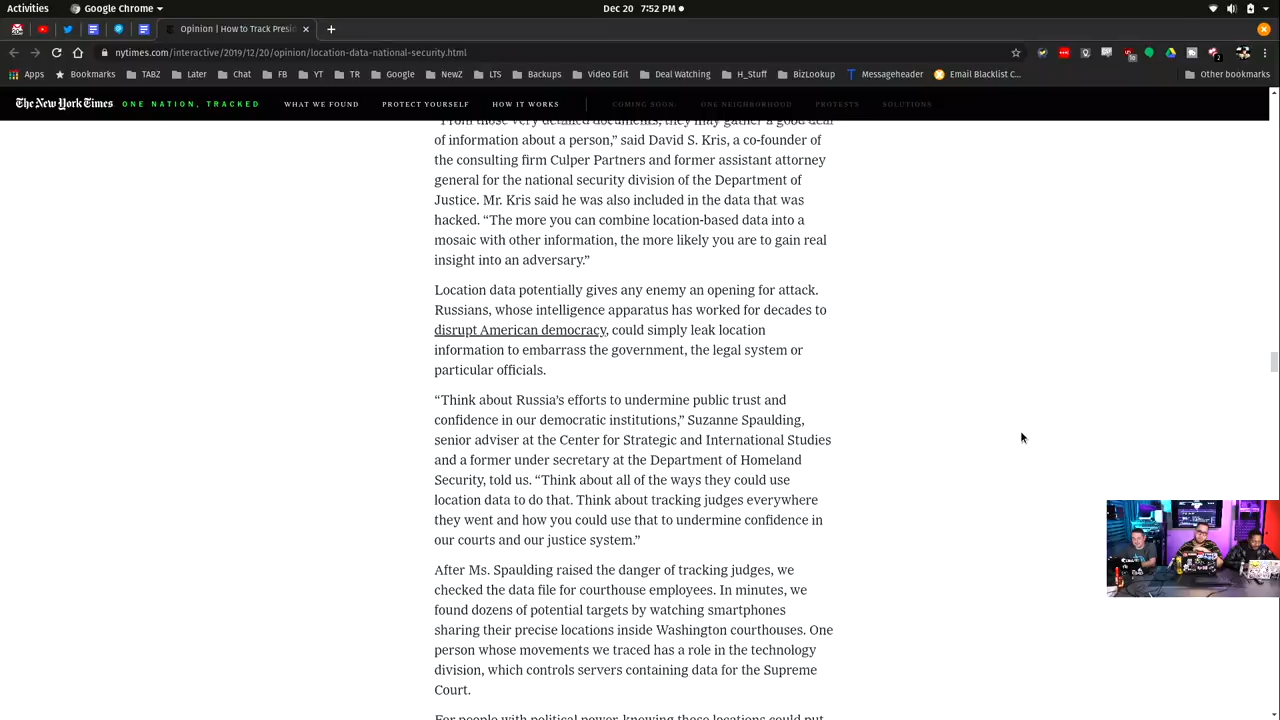 Activities
Google Chrome
Dec 20 7:52 PM
Opinion | How to Track Presi
nytimes.com/interactive/2019/12/20/opinion/location-data-national-security.html
Apps Bookmarks TABZ Later Chat FB YT TR Google NewZ LTS Backups Video Edit Deal Watching H_Stuff BizLookup Messageheader Email Blacklist C... Other bookmarks
The New York Times ONE NATION, TRACKED WHAT WE FOUND PROTECT YOURSELF HOW IT WORKS COMING SOON: ONE NEIGHBORHOOD PROTESTS SOLUTIONS
“From those very detailed documents, they may gather a good deal
of information about a person,” said David S. Kris, a co-founder of
the consulting firm Culper Partners and former assistant attorney
general for the national security division of the Department of
Justice. Mr. Kris said he was also included in the data that was
hacked. “The more you can combine location-based data into a
mosaic with other information, the more likely you are to gain real
insight into an adversary.”
Location data potentially gives any enemy an opening for attack.
Russians, whose intelligence apparatus has worked for decades to
disrupt American democracy, could simply leak location
information to embarrass the government, the legal system or
particular officials.
“Think about Russia’s efforts to undermine public trust and
confidence in our democratic institutions,” Suzanne Spaulding,
senior adviser at the Center for Strategic and International Studies
and a former under secretary at the Department of Homeland
Security, told us. “Think about all of the ways they could use
location data to do that. Think about tracking judges everywhere
they went and how you could use that to undermine confidence in
our courts and our justice system.”
After Ms. Spaulding raised the danger of tracking judges, we
checked the data file for courthouse employees. In minutes, we
found dozens of potential targets by watching smartphones
sharing their precise locations inside Washington courthouses. One
person whose movements we traced has a role in the technology
division, which controls servers containing data for the Supreme
Court.
For people with political power, knowing those locations could put